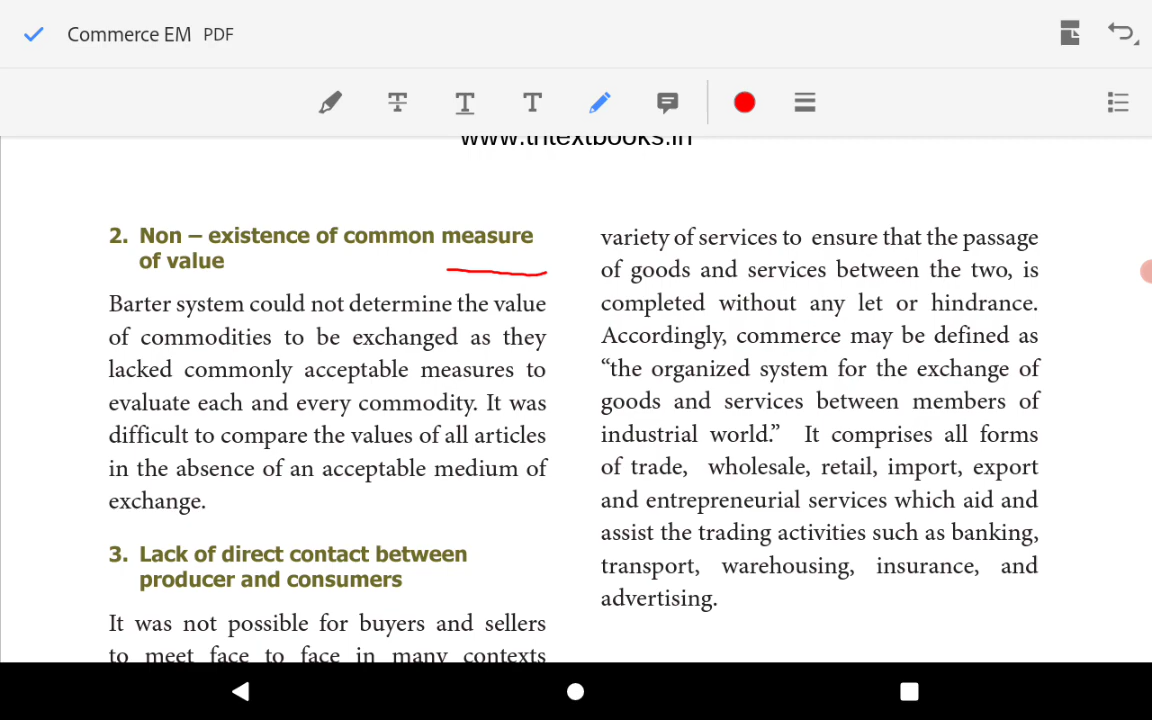 Commerce EM PDF
www.tntextbooks.in
2. Non – existence of common measure
of value
Barter system could not determine the value
of commodities to be exchanged as they
lacked commonly acceptable measures to
evaluate each and every commodity. It was
difficult to compare the values of all articles
in the absence of an acceptable medium of
exchange.
3. Lack of direct contact between
producer and consumers
It was not possible for buyers and sellers
to meet face to face in many contexts
variety of services to ensure that the passage
of goods and services between the two, is
completed without any let or hindrance.
Accordingly, commerce may be defined as
“the organized system for the exchange of
goods and services between members of
industrial world.” It comprises all forms
of trade, wholesale, retail, import, export
and entrepreneurial services which aid and
assist the trading activities such as banking,
transport, warehousing, insurance, and
advertising.